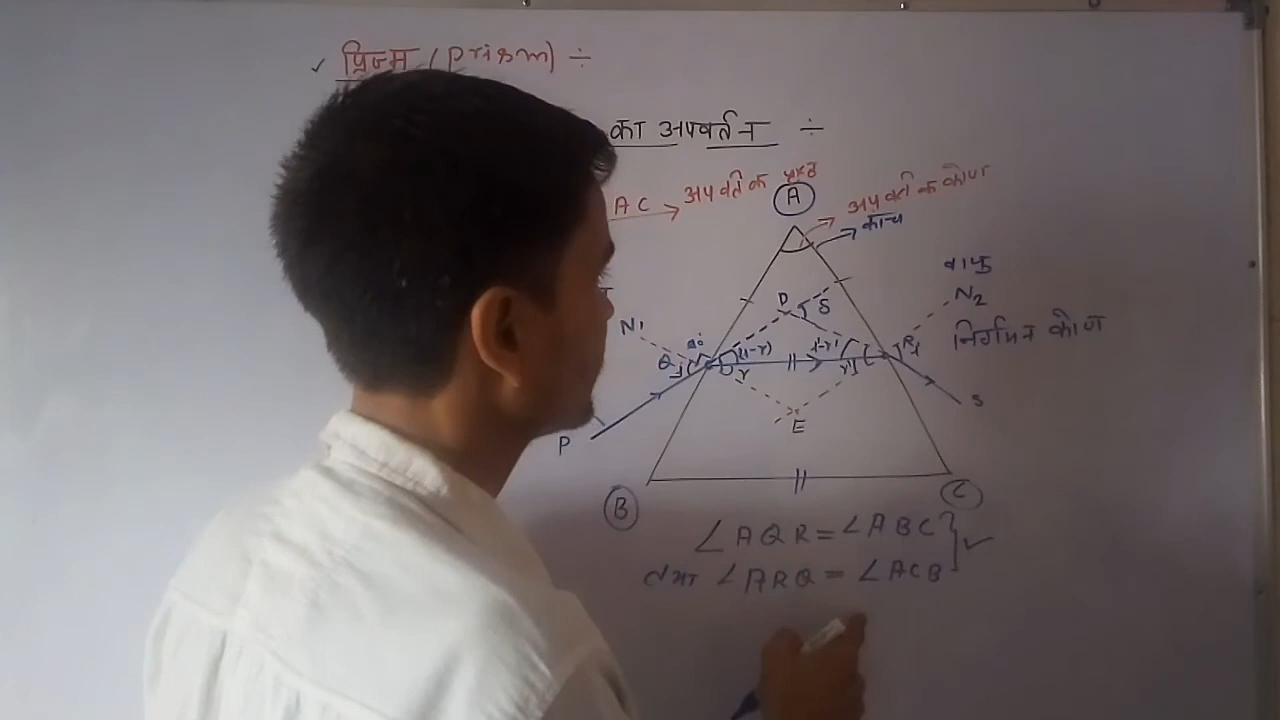 प्रिज्म (Prism) ÷
का अपवर्तन ÷
AC → अपवर्तक पृष्ठ
A
अपवर्तक कोण
काँच
वायु
N₁
D
δ
N₂
निर्गमन कोण
Q
i
(i-r)
i'-r'
R
r
r'
P
E
S
B
C
∠AQR = ∠ABC
तथा ∠ARQ = ∠ACB